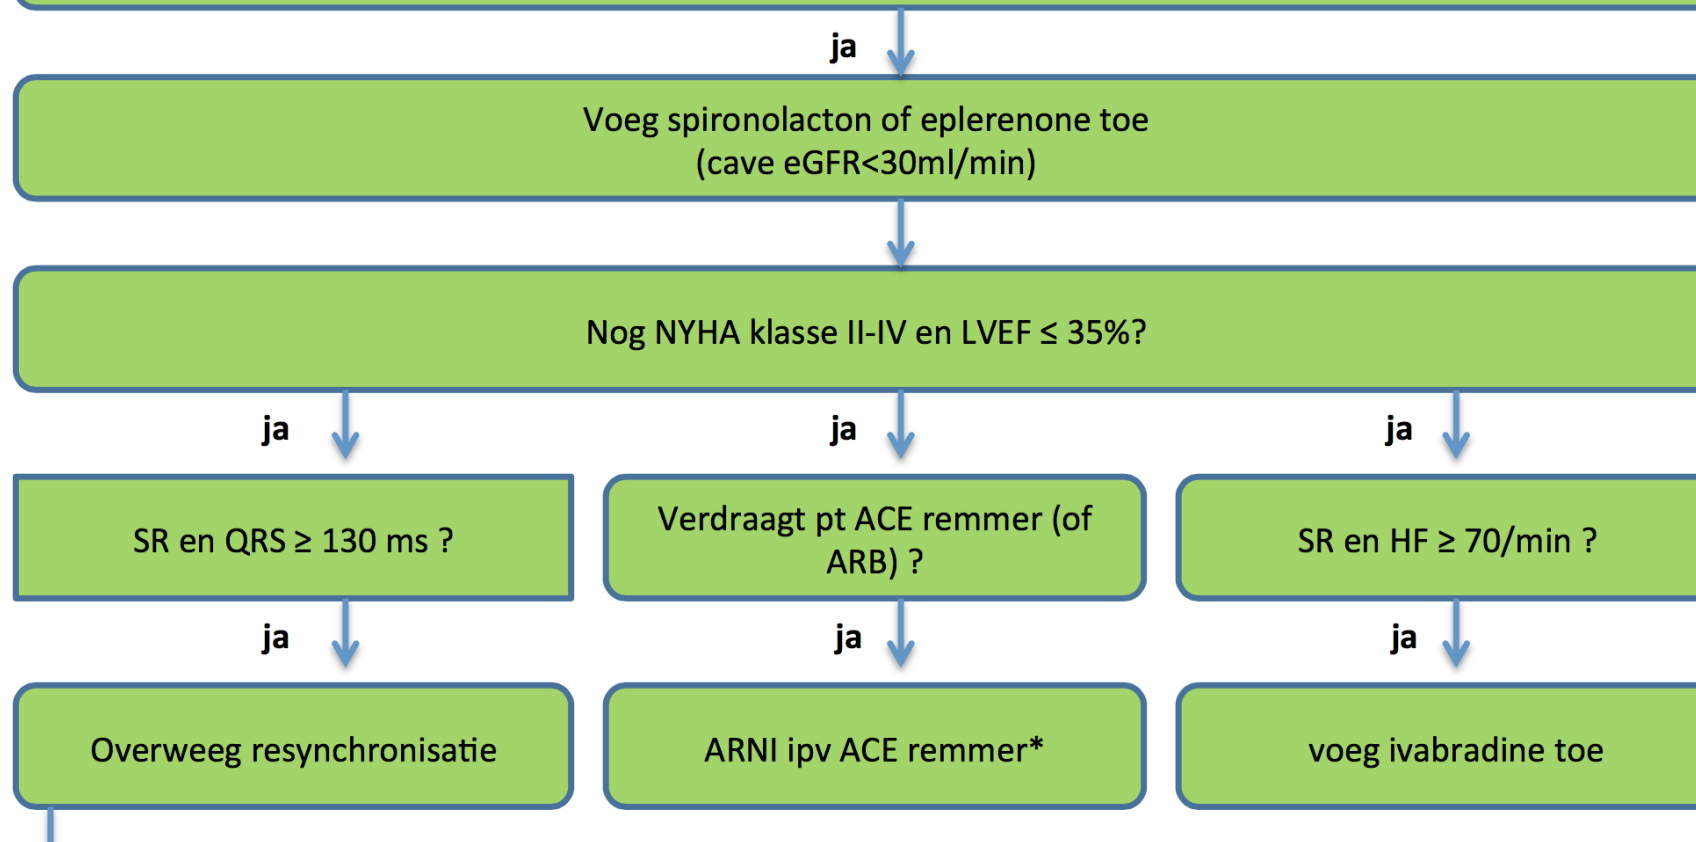 ja
Voeg spironolacton of eplerenone toe
(cave eGFR<30ml/min)
Nog NYHA klasse II-IV en LVEF ≤ 35%?
ja
ja
ja
SR en QRS ≥ 130 ms ?
Verdraagt pt ACE remmer (of
ARB) ?
SR en HF ≥ 70/min ?
ja
ja
ja
Overweeg resynchronisatie
ARNI ipv ACE remmer*
voeg ivabradine toe